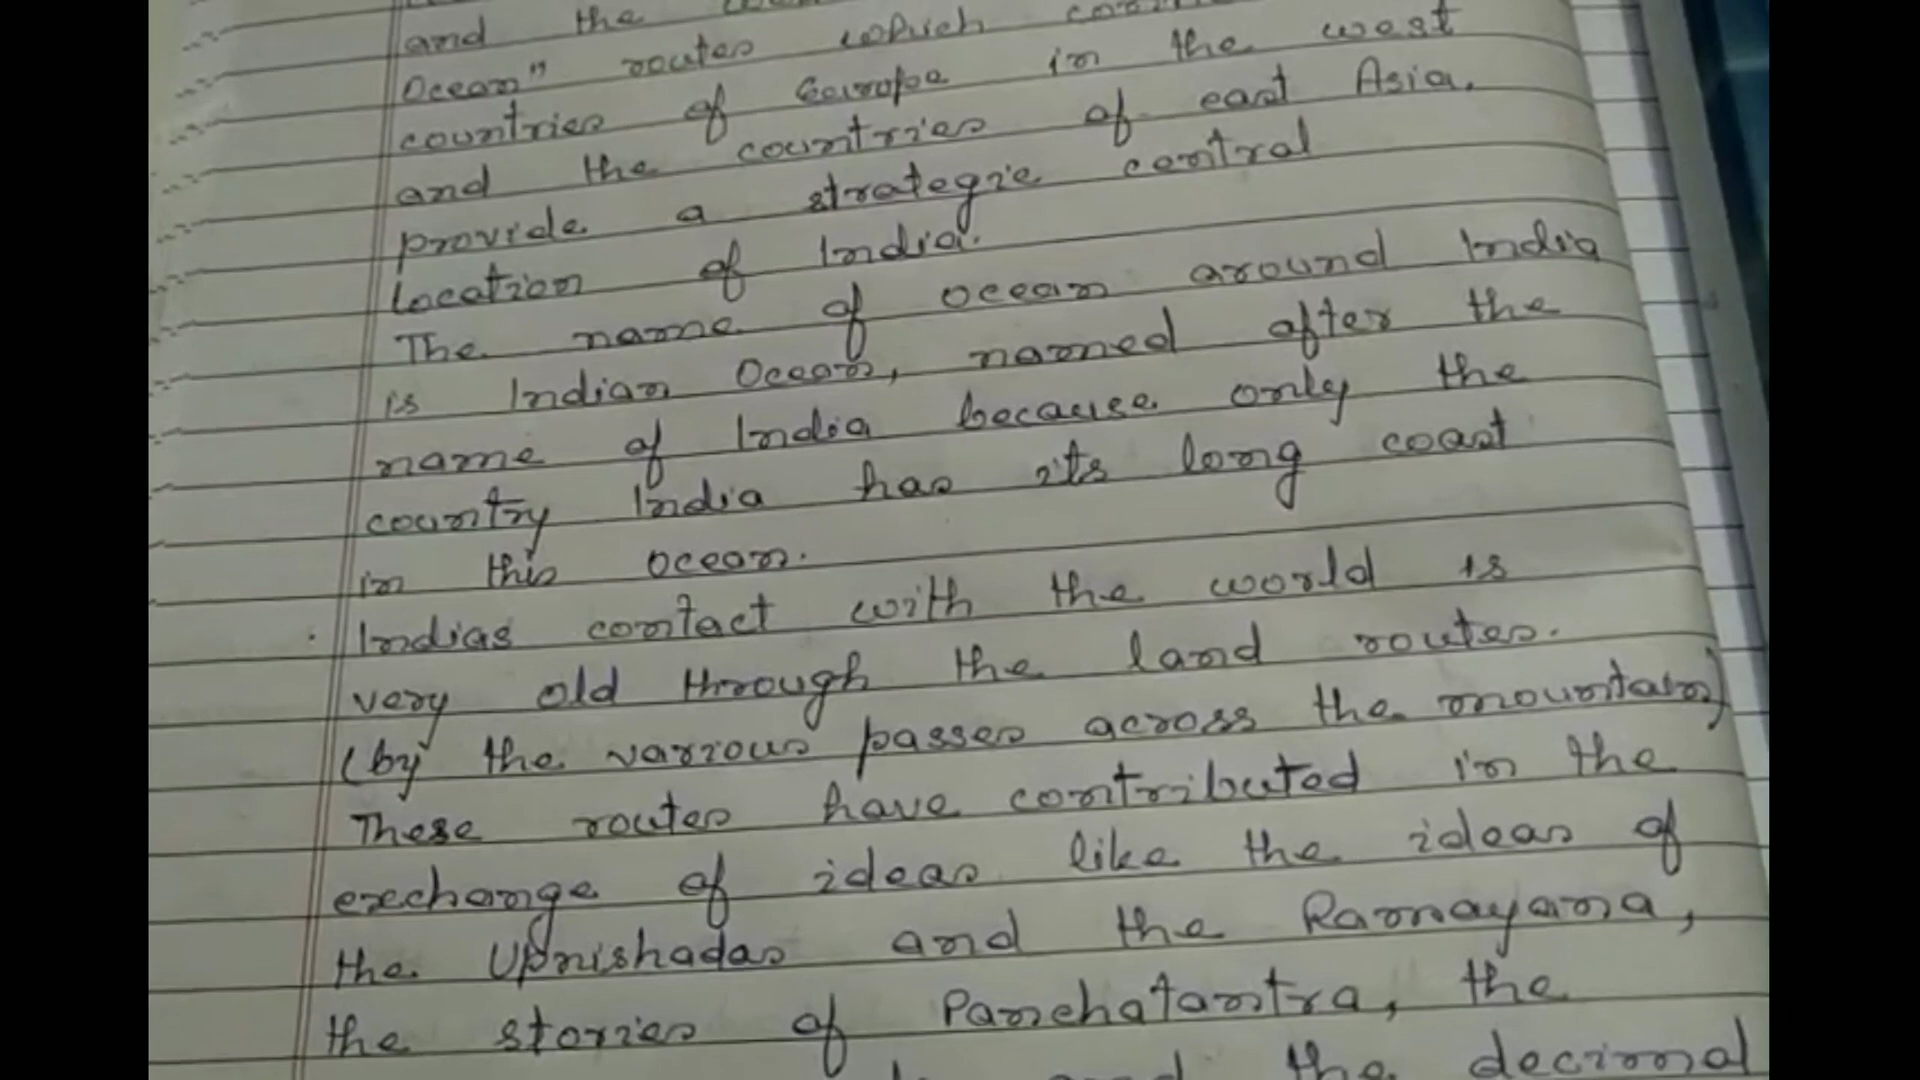 and the
Ocean" routes which
countries of Europe in the west
and the countries of east Asia.
provide a strategic central
location of India.
The name of ocean around India
is Indian Ocean, named after the
name of India because only the
country India has its long coast
in this ocean.
Indias contact with the world is
very old through the land routes.
(by the various passes across the mountain)
These routes have contributed in the
exchange of ideas like the ideas of
the Upnishadas and the Ramayana,
the stories of Panchatantra, the
the decimal